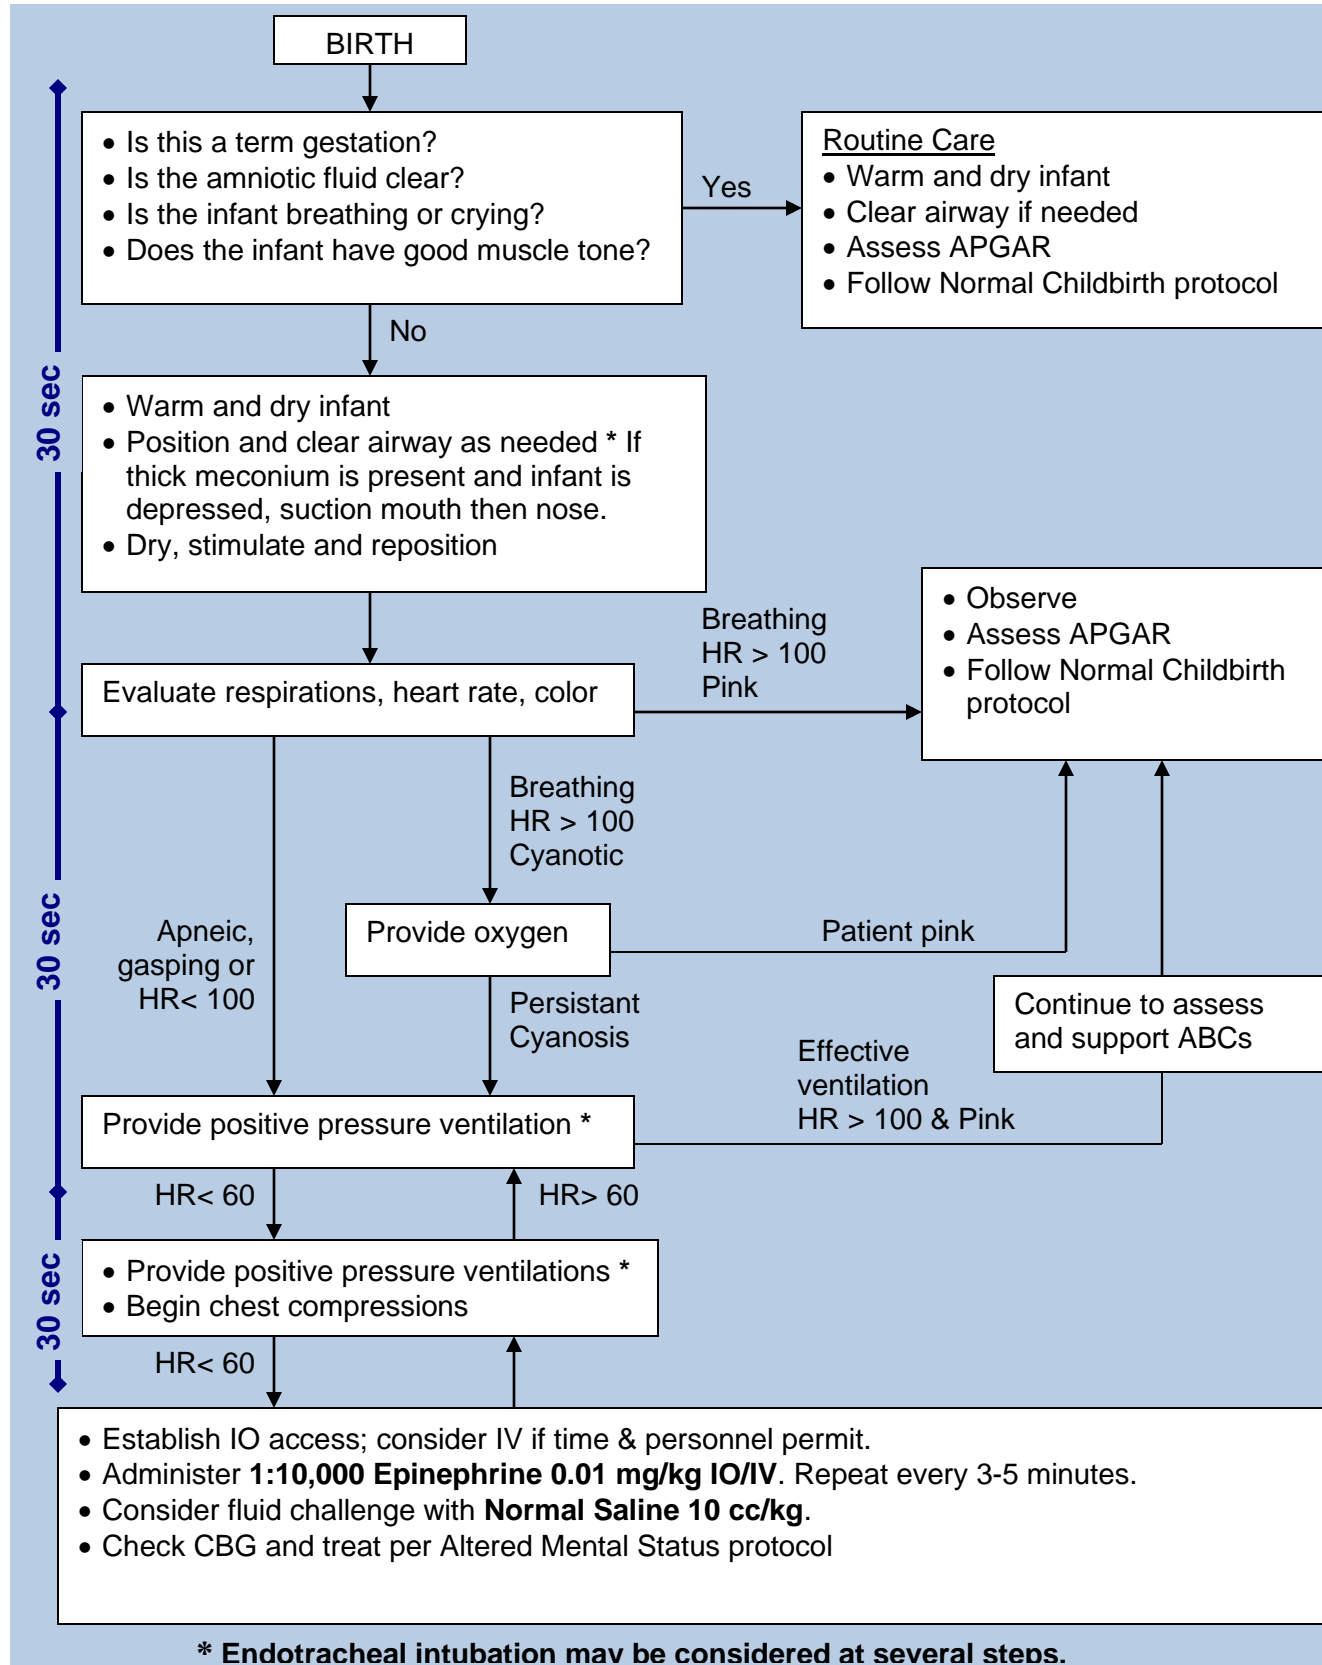 BIRTH
• Is this a term gestation?
• Is the amniotic fluid clear?
• Is the infant breathing or crying?
• Does the infant have good muscle tone?
Yes
Routine Care
• Warm and dry infant
• Clear airway if needed
• Assess APGAR
• Follow Normal Childbirth protocol
No
30 sec
• Warm and dry infant
• Position and clear airway as needed * If
thick meconium is present and infant is
depressed, suction mouth then nose.
• Dry, stimulate and reposition
Evaluate respirations, heart rate, color
Breathing
HR > 100
Pink
• Observe
• Assess APGAR
• Follow Normal Childbirth
protocol
Breathing
HR > 100
Cyanotic
30 sec
Apneic,
gasping or
HR< 100
Provide oxygen
Patient pink
Persistant
Cyanosis
Continue to assess
and support ABCs
Effective
ventilation
HR > 100 & Pink
Provide positive pressure ventilation *
HR< 60
HR> 60
30 sec
• Provide positive pressure ventilations *
• Begin chest compressions
HR< 60
• Establish IO access; consider IV if time & personnel permit.
• Administer 1:10,000 Epinephrine 0.01 mg/kg IO/IV. Repeat every 3-5 minutes.
• Consider fluid challenge with Normal Saline 10 cc/kg.
• Check CBG and treat per Altered Mental Status protocol
* Endotracheal intubation may be considered at several steps.